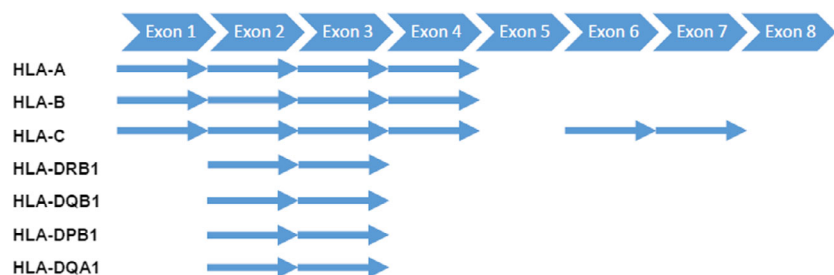 Exon 1 Exon 2 Exon 3 Exon 4 Exon 5 Exon 6 Exon 7 Exon 8
HLA-A
HLA-B
HLA-C
HLA-DRB1
HLA-DQB1
HLA-DPB1
HLA-DQA1